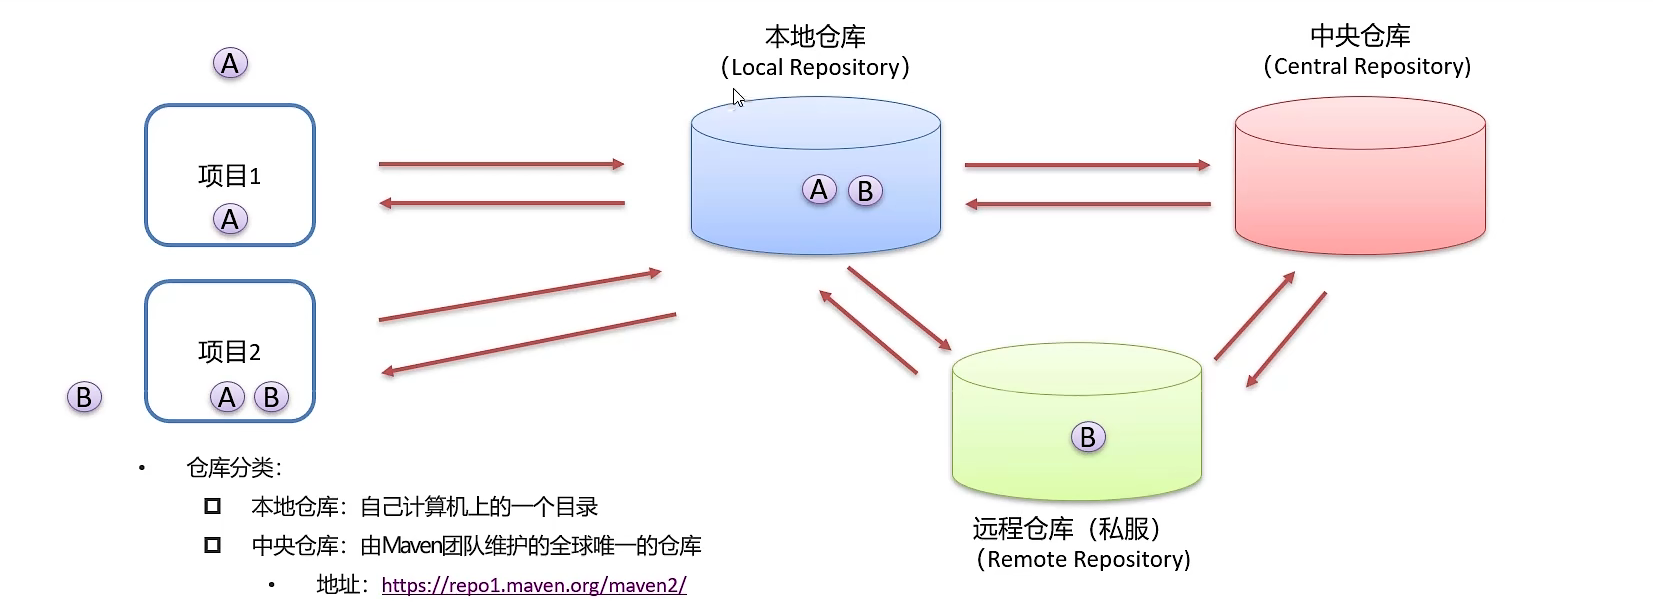 A
项目1
A
项目2
A B
B
本地仓库
（Local Repository）
A B
中央仓库
（Central Repository)
B
远程仓库（私服）
（Remote Repository)
• 仓库分类：
本地仓库：自己计算机上的一个目录
中央仓库：由Maven团队维护的全球唯一的仓库
• 地址：https://repo1.maven.org/maven2/